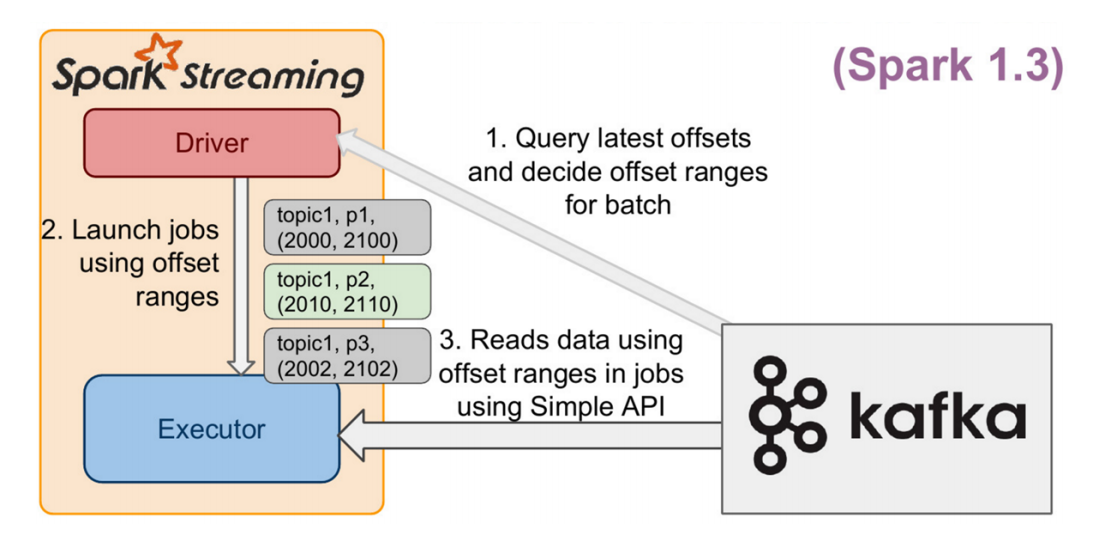 Spark Streaming
(Spark 1.3)
Driver
1. Query latest offsets
and decide offset ranges
for batch
2. Launch jobs
using offset
ranges
topic1, p1,
(2000, 2100)
topic1, p2,
(2010, 2110)
topic1, p3,
(2002, 2102)
3. Reads data using
offset ranges in jobs
using Simple API
Executor
kafka